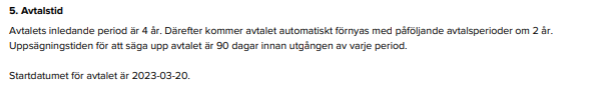 5. Avtalstid
Avtalets inledande period är 4 år. Därefter kommer avtalet automatiskt förnyas med påföljande avtalsperioder om 2 år.
Uppsägningstiden för att säga upp avtalet är 90 dagar innan utgången av varje period.
Startdatumet för avtalet är 2023-03-20.